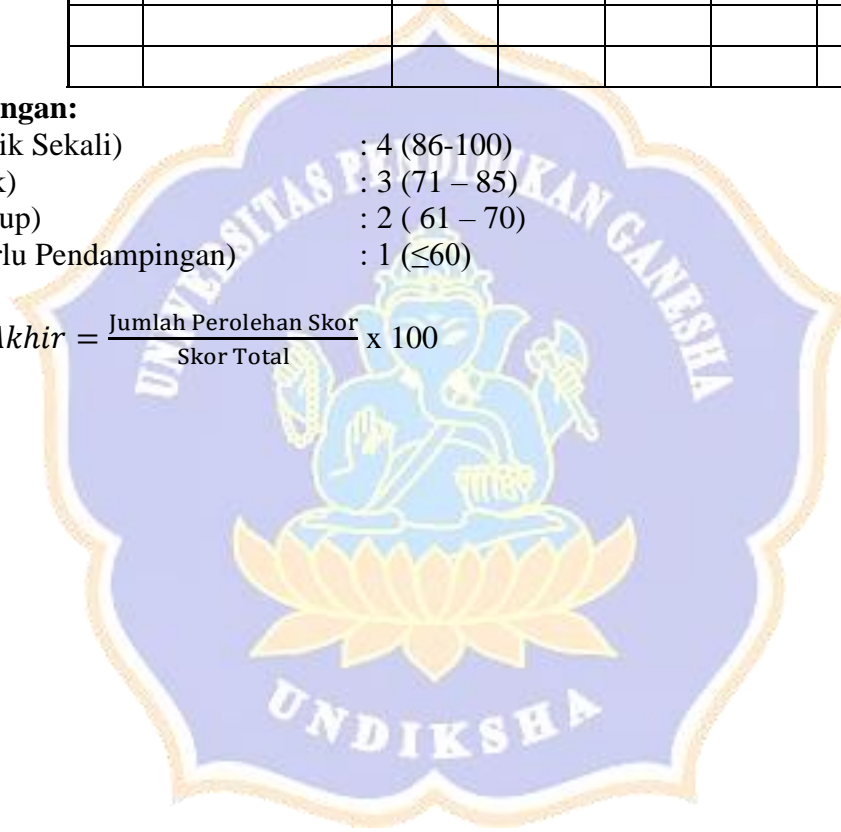 ngan:
ik Sekali) : 4 (86-100)
k) : 3 (71 – 85)
up) : 2 ( 61 – 70)
rlu Pendampingan) : 1 (≤60)
Akhir = Jumlah Perolehan Skor / Skor Total x 100
UNIVERSITAS PENDIDIKAN GANESHA
UNDIKSHA